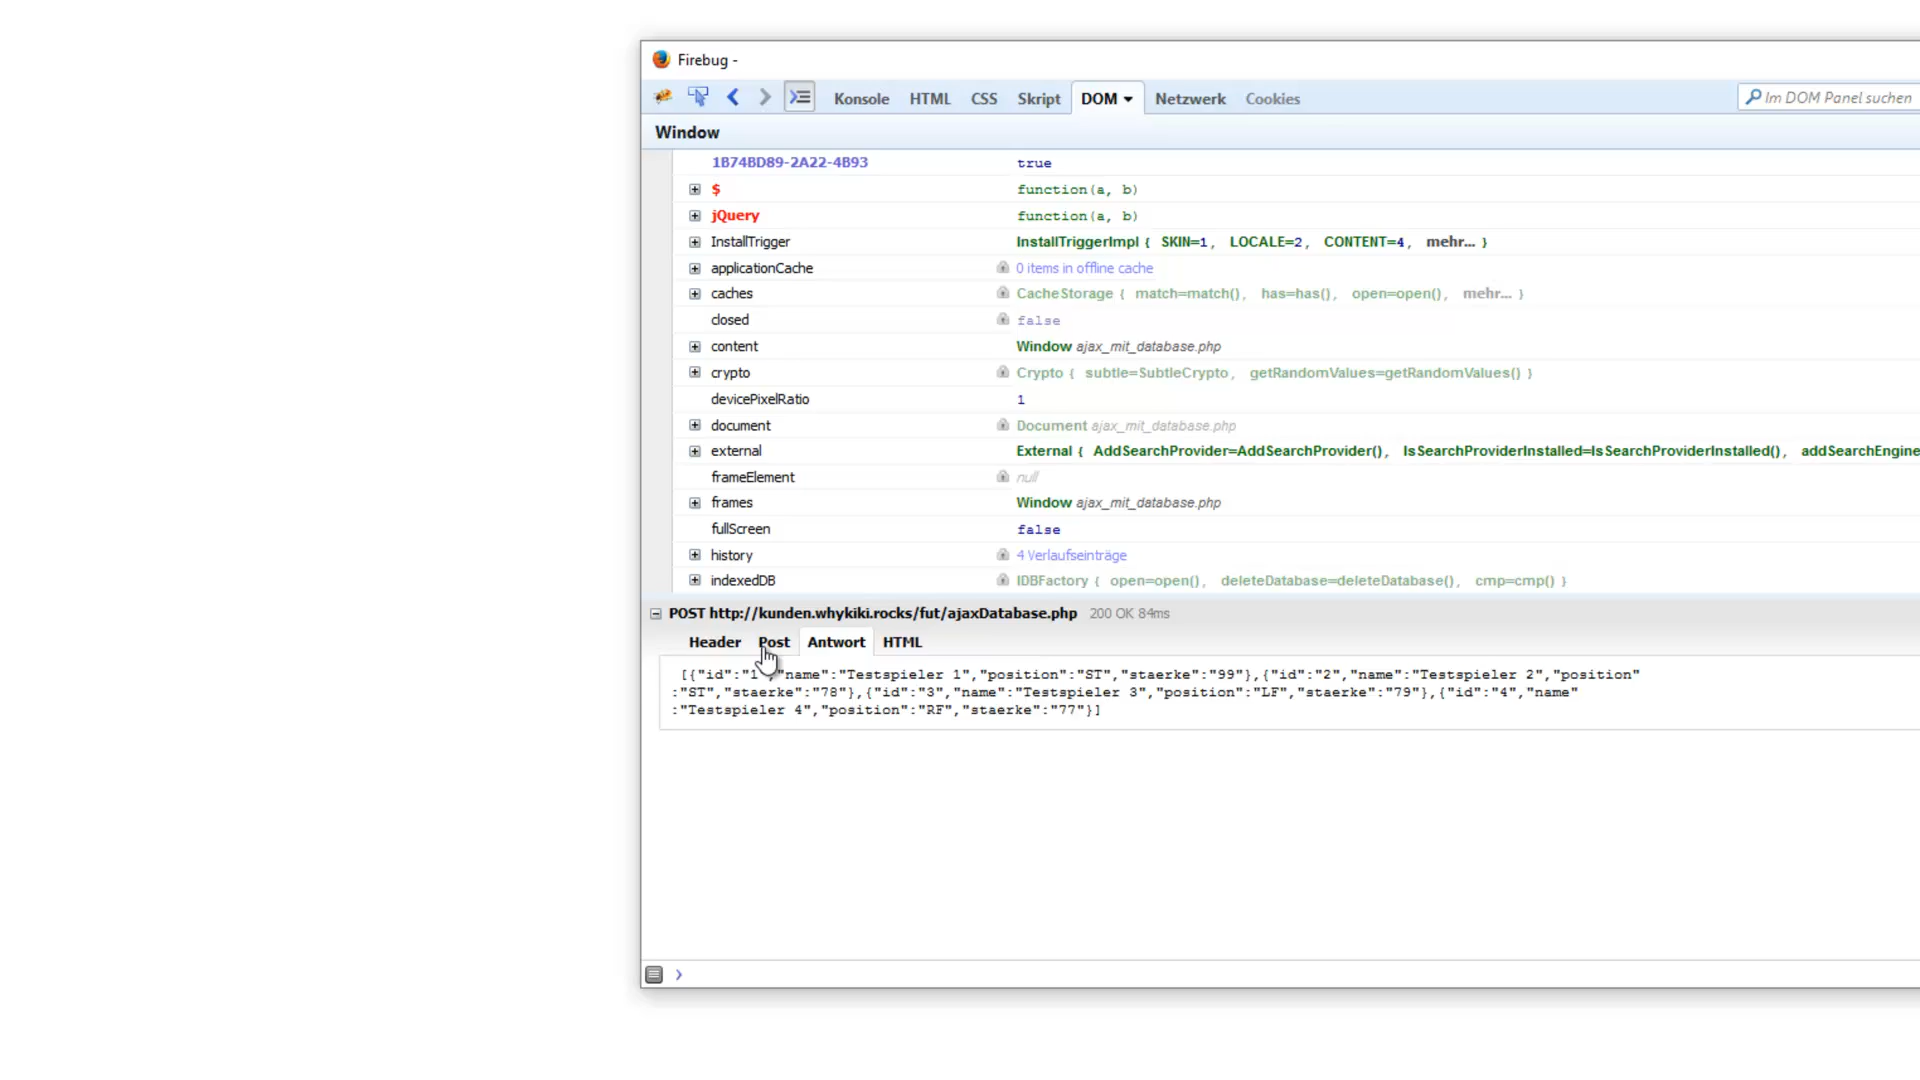 Firebug -
Konsole HTML CSS Skript DOM Netzwerk Cookies Im DOM Panel suchen
Window
1B74BD89-2A22-4B93 true
$ function(a, b)
jQuery function(a, b)
InstallTrigger InstallTriggerImpl { SKIN=1, LOCALE=2, CONTENT=4, mehr... }
applicationCache 0 items in offline cache
caches CacheStorage { match=match(), has=has(), open=open(), mehr... }
closed false
content Window ajax_mit_database.php
crypto Crypto { subtle=SubtleCrypto, getRandomValues=getRandomValues() }
devicePixelRatio 1
document Document ajax_mit_database.php
external External { AddSearchProvider=AddSearchProvider(), IsSearchProviderInstalled=IsSearchProviderInstalled(), addSearchEngine
frameElement null
frames Window ajax_mit_database.php
fullScreen false
history 4 Verlaufseinträge
indexedDB IDBFactory { open=open(), deleteDatabase=deleteDatabase(), cmp=cmp() }
POST http://kunden.whykiki.rocks/fut/ajaxDatabase.php 200 OK 84ms
Header Post Antwort HTML
[{"id":"1","name":"Testspieler 1","position":"ST","staerke":"99"},{"id":"2","name":"Testspieler 2","position"
:"ST","staerke":"78"},{"id":"3","name":"Testspieler 3","position":"LF","staerke":"79"},{"id":"4","name"
:"Testspieler 4","position":"RF","staerke":"77"}]